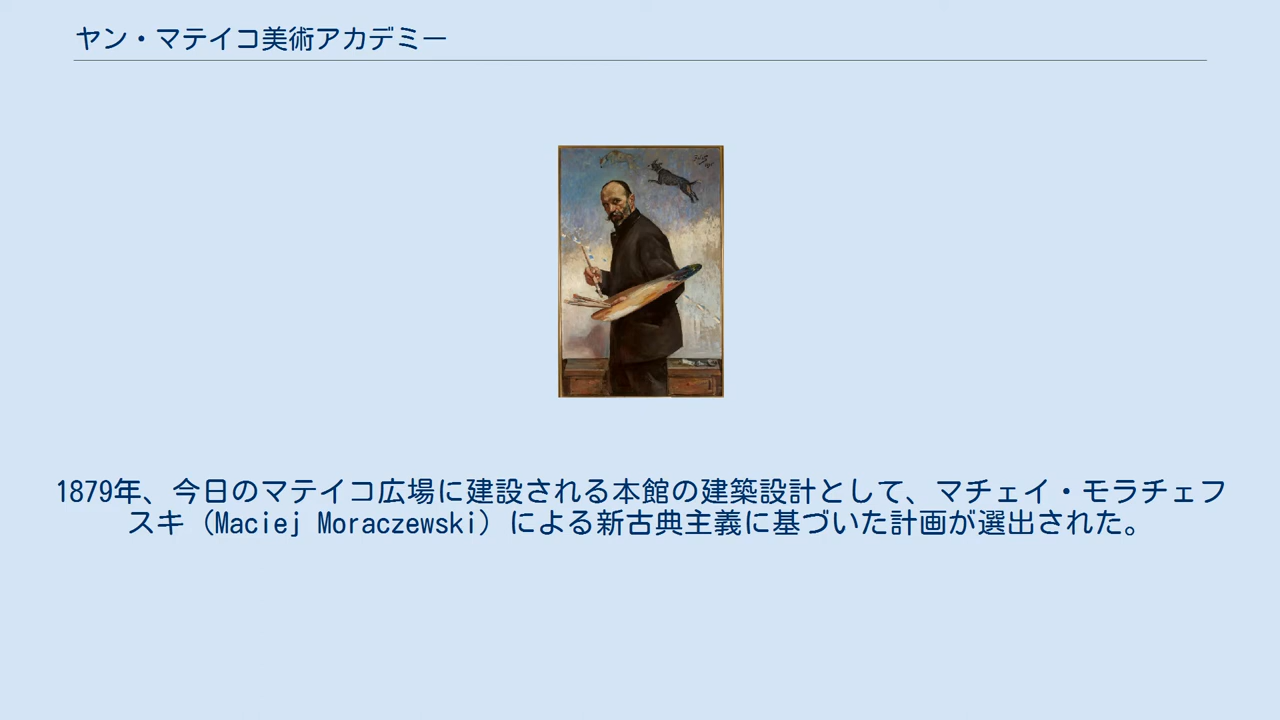 ヤン・マテイコ美術アカデミー
1879年、今日のマテイコ広場に建設される本館の建築設計として、マチェイ・モラチェフ
スキ（Maciej Moraczewski）による新古典主義に基づいた計画が選出された。